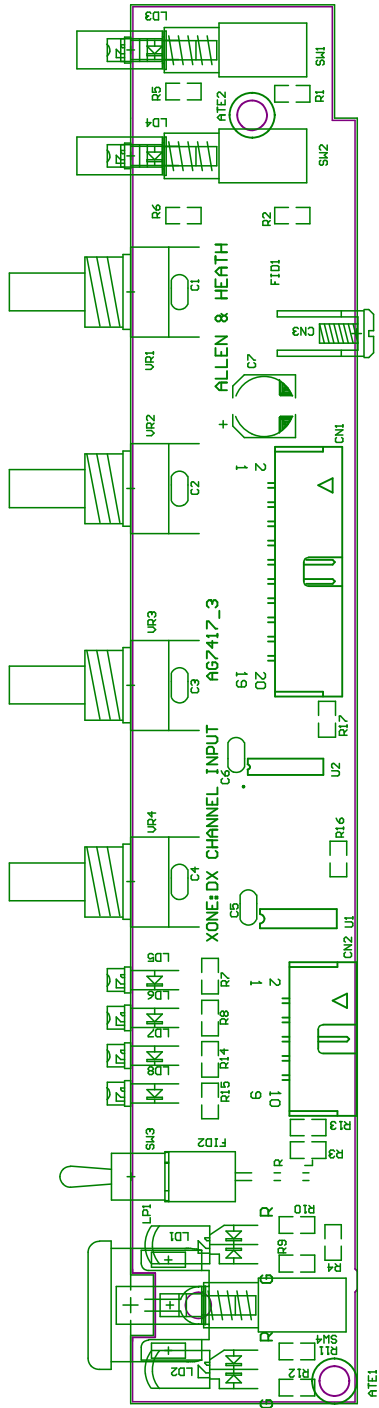 LD3
SW1
R5
R1
ATE2
LD4
SW2
R6
R2
FID1
C1
ALLEN & HEATH
CN3
VR1
C7
+
VR2
CN1
1
2
C2
VR3
AG7417_3
C3
10
20
R17
C6
U2
VR4
XONE:DX CHANNEL INPUT
R16
C4
C5
U1
CN2
LD5
R7
1
2
LD6
R8
LD7
R14
LD8
R15
9
10
R13
SW3
FID2
R3
R
LP1
R
R10
LD1
R9
G
R4
SW4
R
R11
R12
LD2
ATE1
G